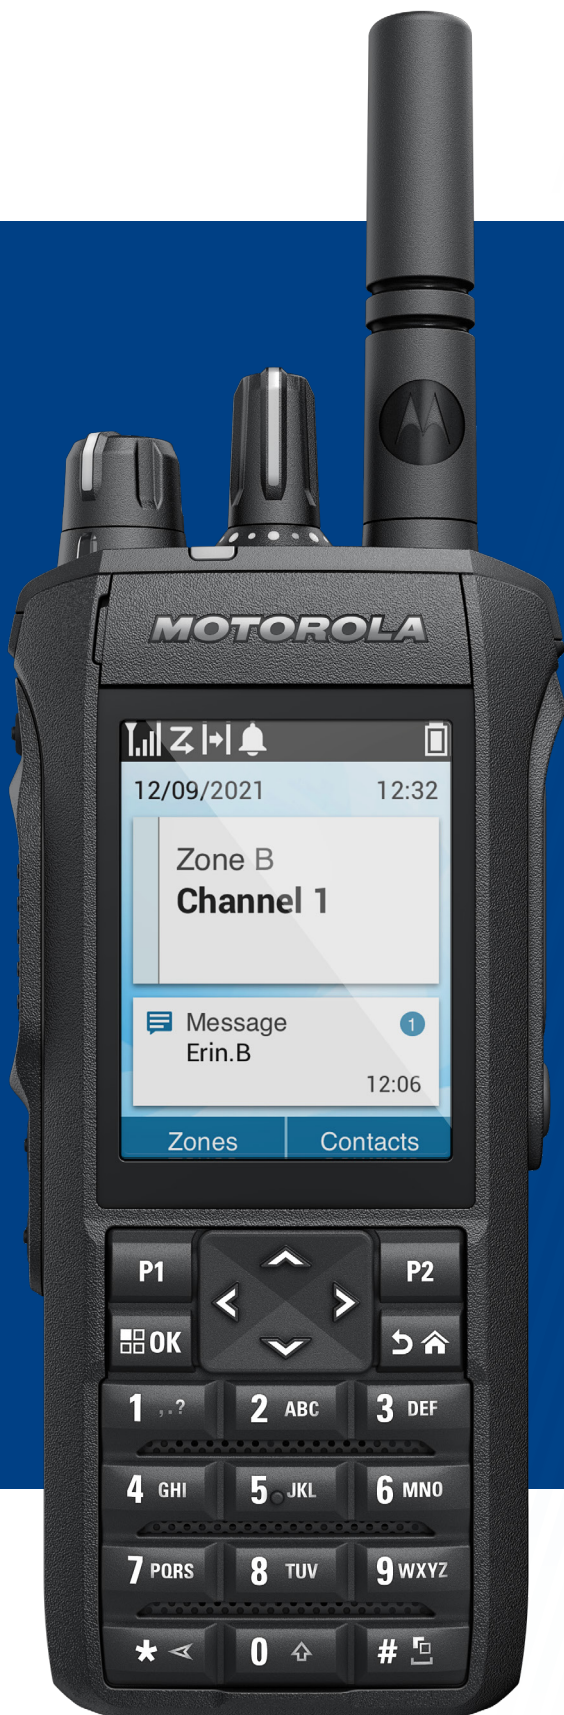 MOTOROLA
12/09/2021 12:32
Zone B
Channel 1
Message 1
Erin.B
12:06
Zones Contacts
P1 P2
OK
1 ,.? 2 ABC 3 DEF
4 GHI 5 JKL 6 MNO
7 PQRS 8 TUV 9 WXYZ
* 0 #